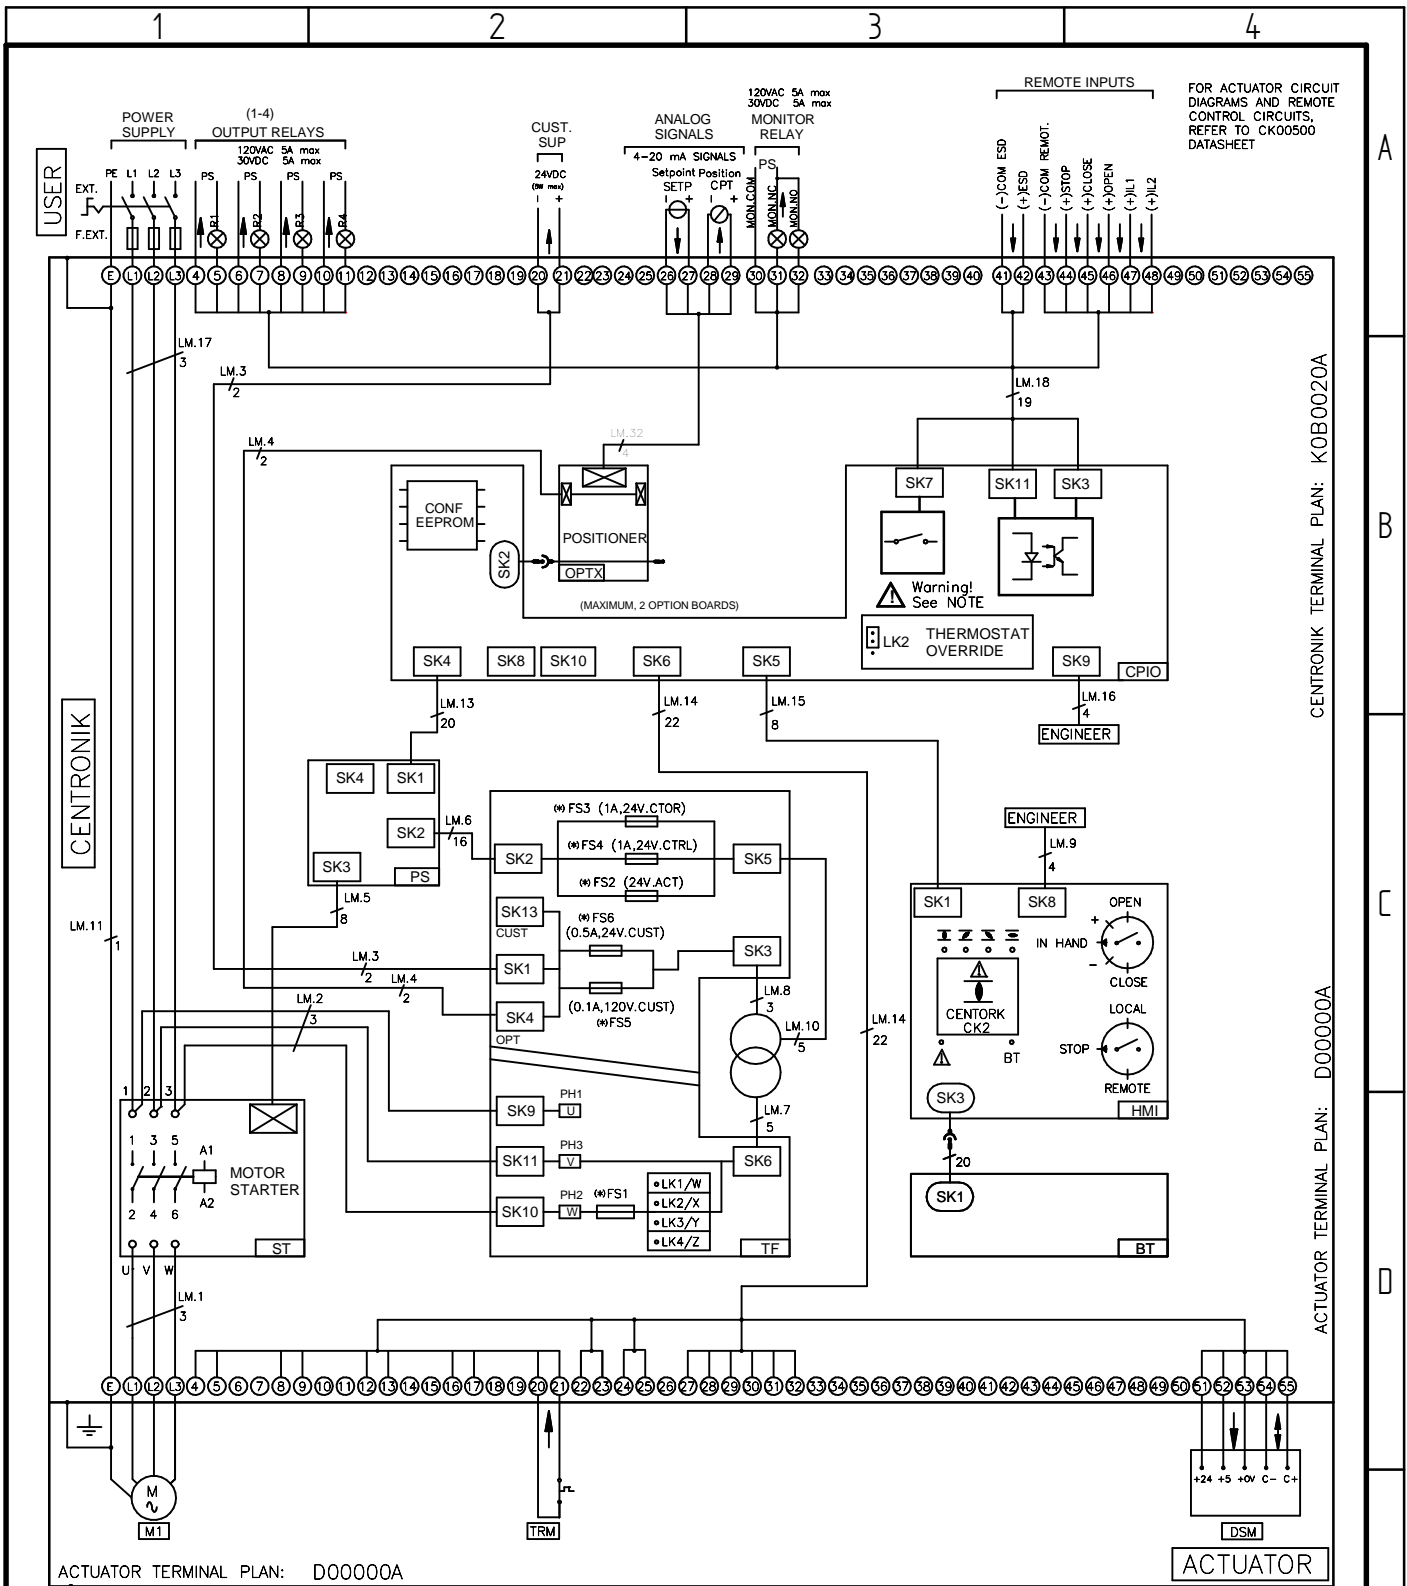 1 2 3 4
A
B
C
D
USER
POWER
SUPPLY
(1-4)
OUTPUT RELAYS
120VAC 5A max
30VDC 5A max
CUST.
SUP
24VDC
(5W max)
- +
ANALOG
SIGNALS
4-20 mA SIGNALS
Setpoint Position
SETP CPT
- + - +
120VAC 5A max
30VDC 5A max
MONITOR
RELAY
PS
MON.COM
MON.NC
MON.NO
REMOTE INPUTS
(-)COM ESD
(+)ESD
(-)COM REMOT.
(+)STOP
(+)CLOSE
(+)OPEN
(+)IL1
(+)IL2
FOR ACTUATOR CIRCUIT
DIAGRAMS AND REMOTE
CONTROL CIRCUITS,
REFER TO CK00500
DATASHEET
PE L1 L2 L3
EXT.
F.EXT.
PS PS PS PS
R1 R2 R3 R4
E L1 L2 L3 4 5 6 7 8 9 10 11 12 13 14 15 16 17 18 19 20 21 22 23 24 25 26 27 28 29 30 31 32 33 34 35 36 37 38 39 40 41 42 43 44 45 46 47 48 49 50 51 52 53 54 55
LM.17
3
LM.3
2
LM.18
19
LM.4
2
LM.32
4
CENTRONIK TERMINAL PLAN: K0B0020A
CONF
EEPROM
SK2
POSITIONER
OPTX
(MAXIMUM, 2 OPTION BOARDS)
SK7
SK11
SK3
Warning!
See NOTE
LK2
THERMOSTAT
OVERRIDE
SK4
SK8
SK10
SK6
SK5
SK9
CPIO
LM.13
20
LM.14
22
LM.15
8
LM.16
4
ENGINEER
CENTRONIK
SK4
SK1
SK2
SK3
PS
LM.6
16
LM.5
8
LM.11
1
(*)FS3 (1A,24V.CTOR)
(*)FS4 (1A,24V.CTRL)
(*)FS2 (24V.ACT)
SK2
SK5
SK13
CUST
(*)FS6
(0.5A,24V.CUST)
SK1
SK3
SK4
OPT
(0.1A,120V.CUST)
(*)FS5
LM.3
2
LM.4
2
LM.2
3
LM.8
3
LM.10
5
LM.14
22
LM.7
5
SK9
PH1
U
SK11
PH3
V
SK10
PH2
W
(*)FS1
SK6
LK1/W
LK2/X
LK3/Y
LK4/Z
TF
ENGINEER
LM.9
4
SK1
SK8
OPEN
+
IN HAND
-
CLOSE
CENTORK
CK2
BT
LOCAL
STOP
REMOTE
SK3
HMI
20
SK1
BT
1 2 3
1 3 5
A1
A2
2 4 6
MOTOR
STARTER
ST
U V W
LM.1
3
ACTUATOR TERMINAL PLAN: D00000A
E L1 L2 L3 4 5 6 7 8 9 10 11 12 13 14 15 16 17 18 19 20 21 22 23 24 25 26 27 28 29 30 31 32 33 34 35 36 37 38 39 40 41 42 43 44 45 46 47 48 49 50 51 52 53 54 55
M
M1
TRM
+24 +5 +0V C- C+
DSM
ACTUATOR
ACTUATOR TERMINAL PLAN: D00000A